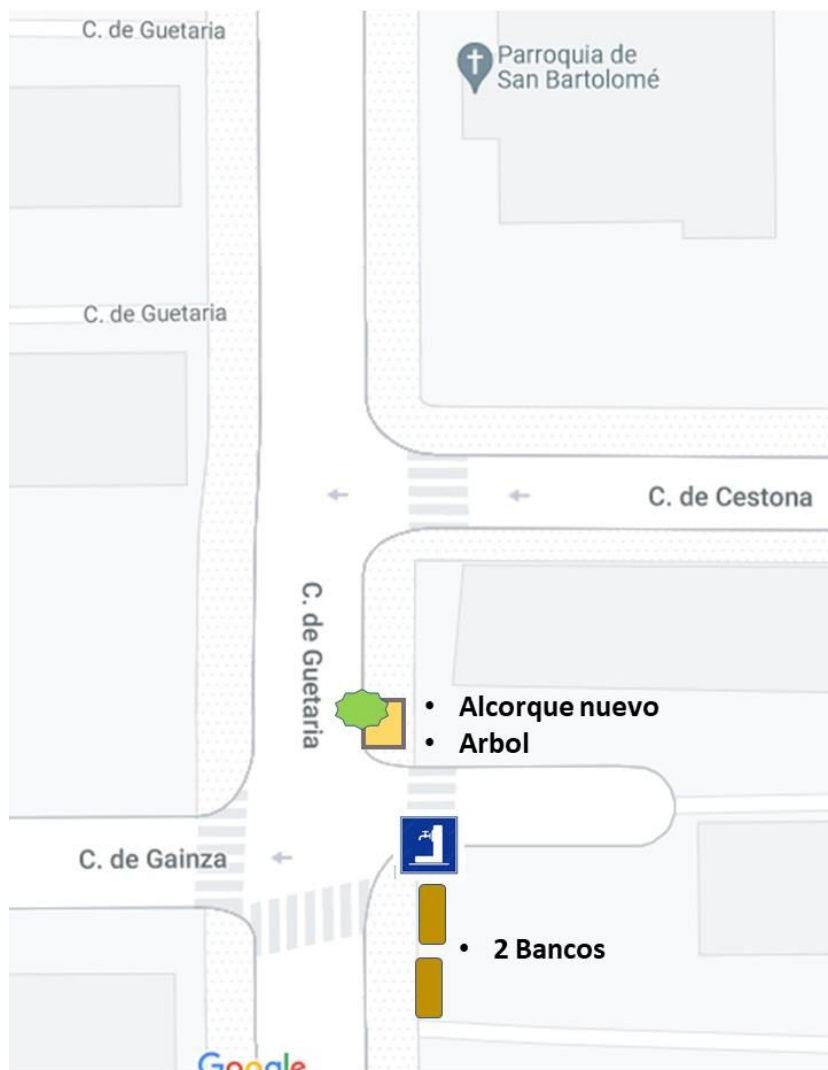 C. de Guetaria
Parroquia de
San Bartolomé
C. de Guetaria
C. de Cestona
C. de Guetaria
• Alcorque nuevo
• Arbol
C. de Gainza
• 2 Bancos
Google